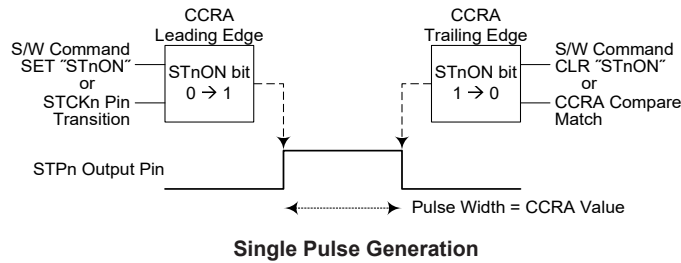 CCRA
Leading Edge
S/W Command
SET ˝STnON˝
or
STCKn Pin
Transition
STnON bit
0 → 1
CCRA
Trailing Edge
STnON bit
1 → 0
S/W Command
CLR ˝STnON˝
or
CCRA Compare
Match
STPn Output Pin
Pulse Width = CCRA Value
Single Pulse Generation